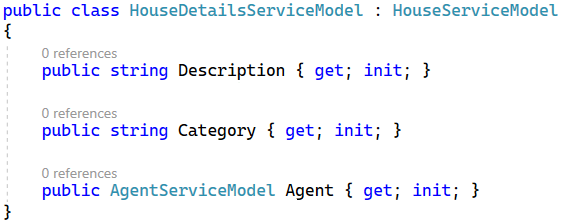 public class HouseDetailsServiceModel : HouseServiceModel
{
0 references
public string Description { get; init; }
0 references
public string Category { get; init; }
0 references
public AgentServiceModel Agent { get; init; }
}